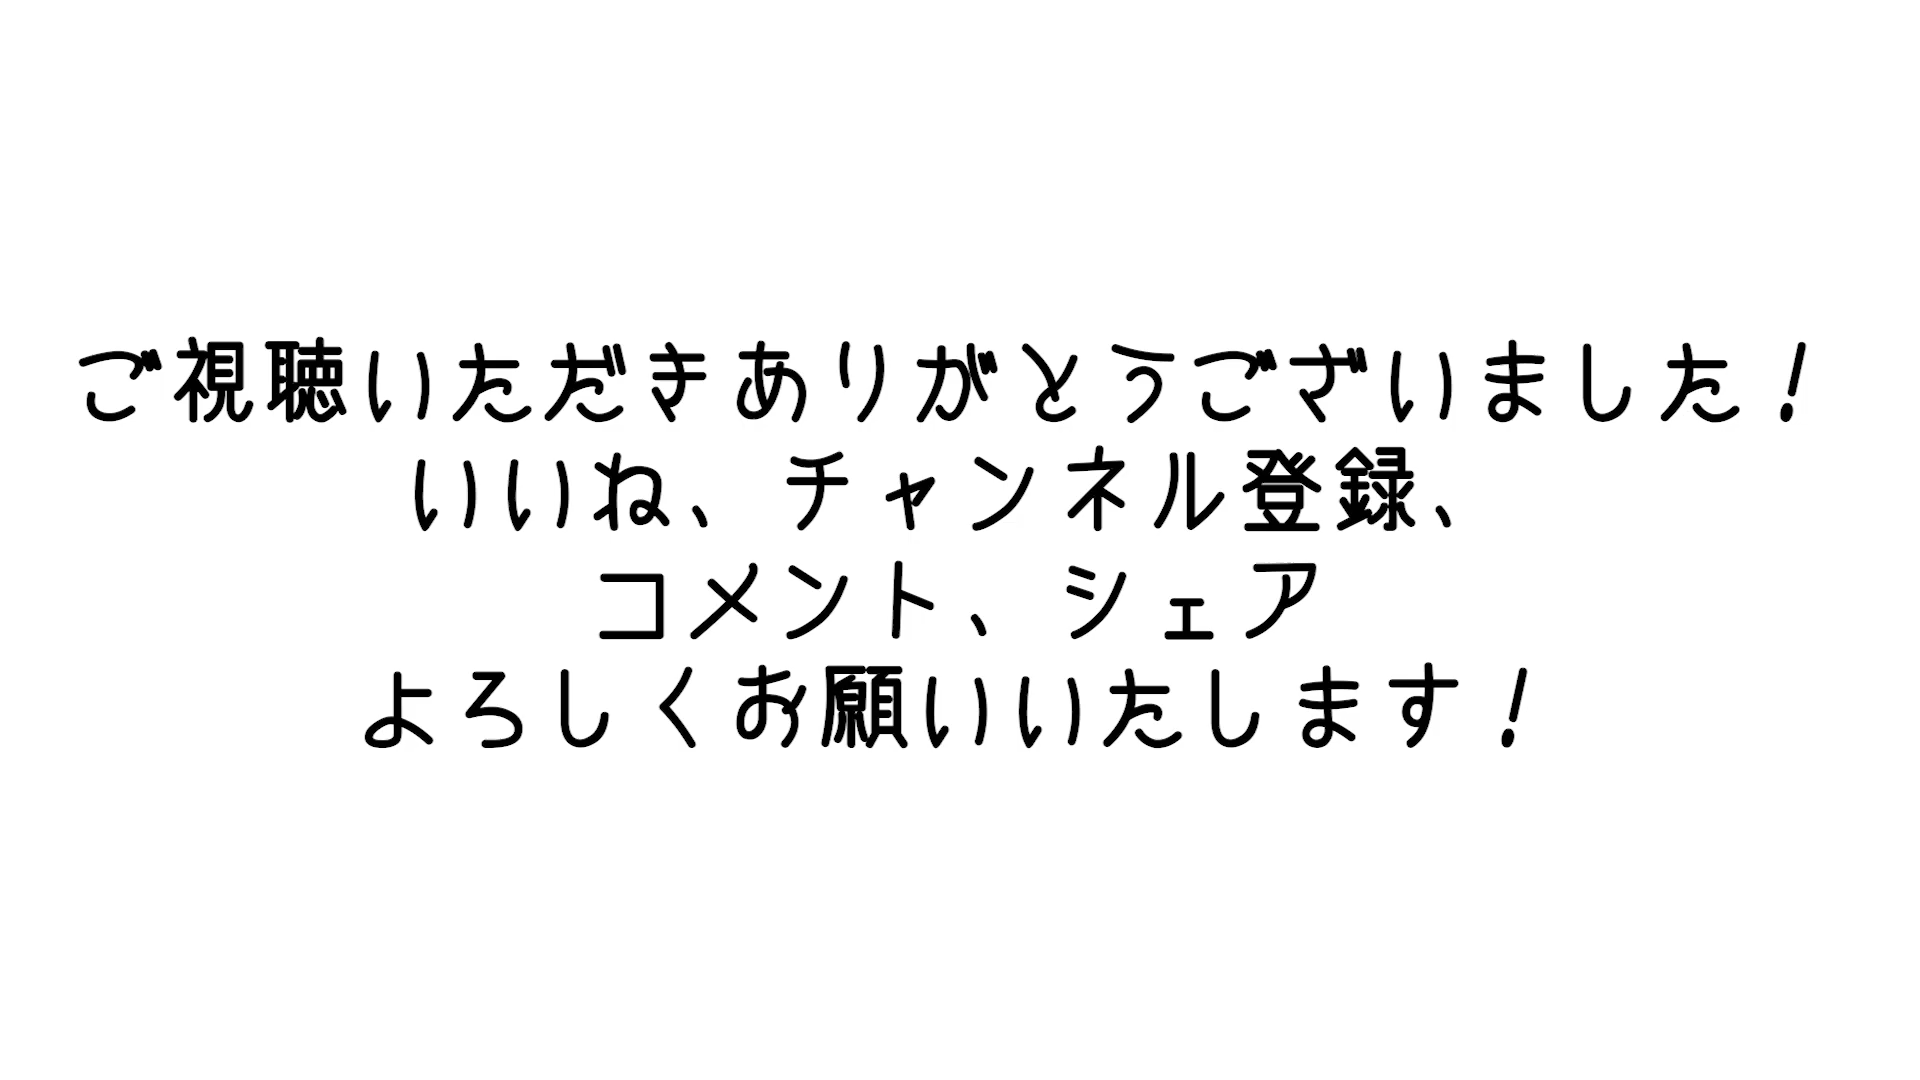 ご視聴いただきありがとうございました!
いいね、チャンネル登録、
コメント、シェア
よろしくお願いいたします!